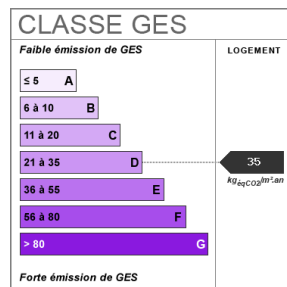 CLASSE GES
Faible émission de GES
LOGEMENT
≤ 5 A
6 à 10 B
11 à 20 C
21 à 35 D
35
kgéqCO2/m².an
36 à 55 E
56 à 80 F
> 80 G
Forte émission de GES